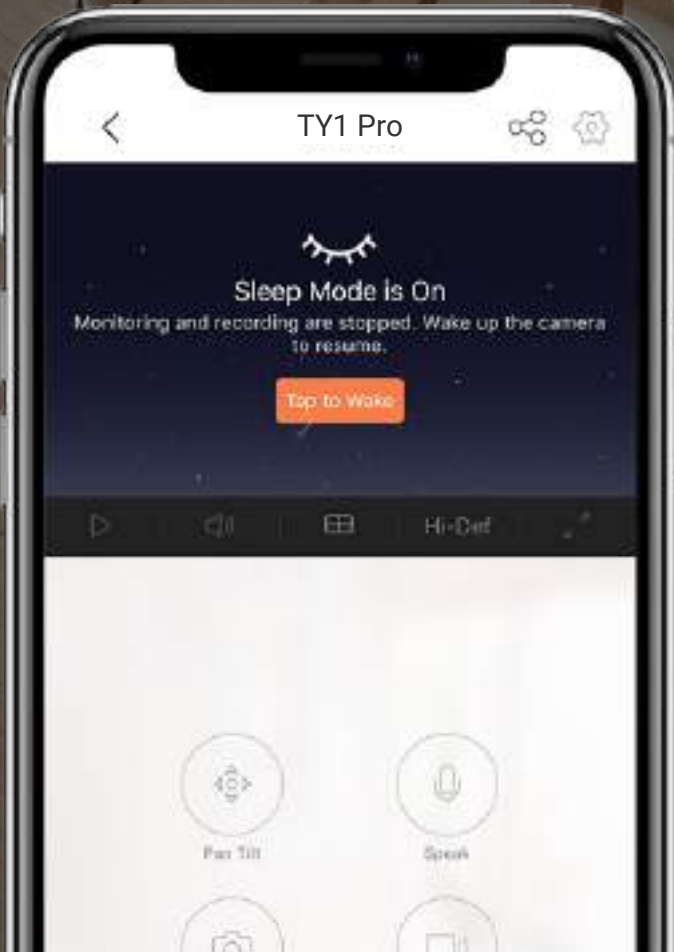 TY1 Pro
Sleep Mode is On
Monitoring and recording are stopped. Wake up the camera
to resume.
Tap to Wake
Hi-Def
Pan Tilt
Speak